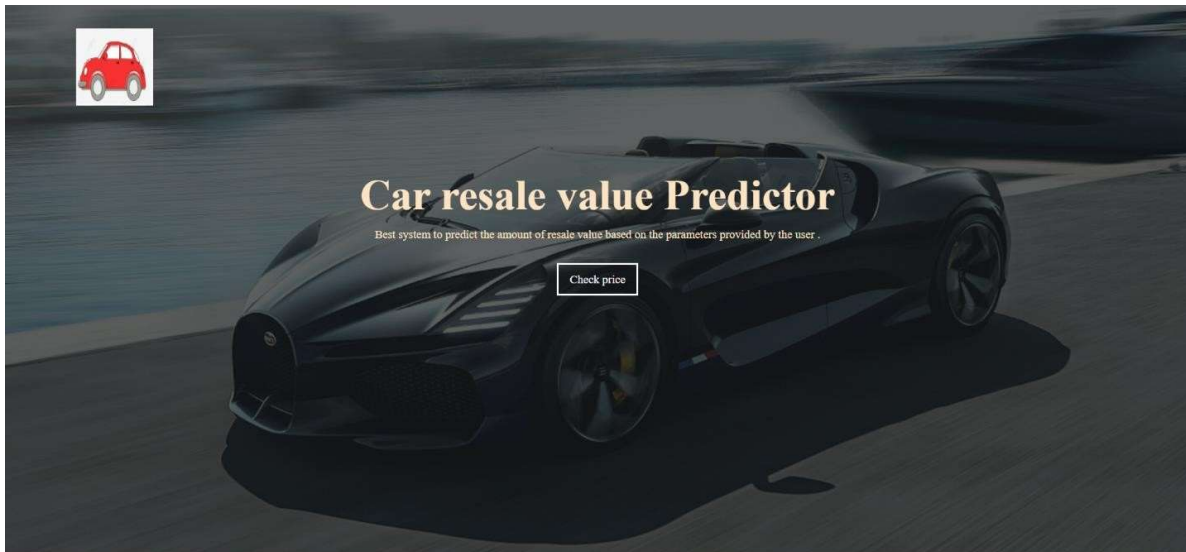 Car resale value Predictor
Best system to predict the amount of resale value based on the parameters provided by the user .
Check price